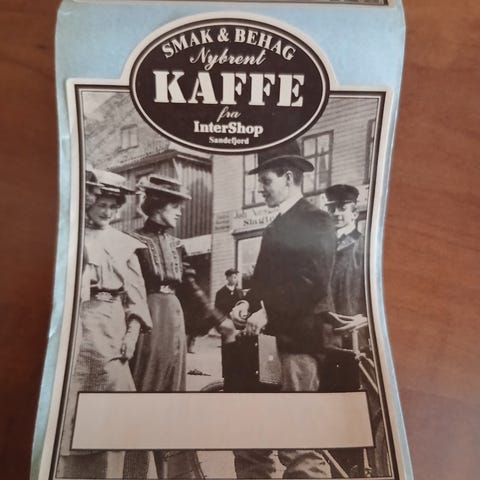 SMAK & BEHAG
Nybrent
KAFFE
fra
InterShop
Sandefjord